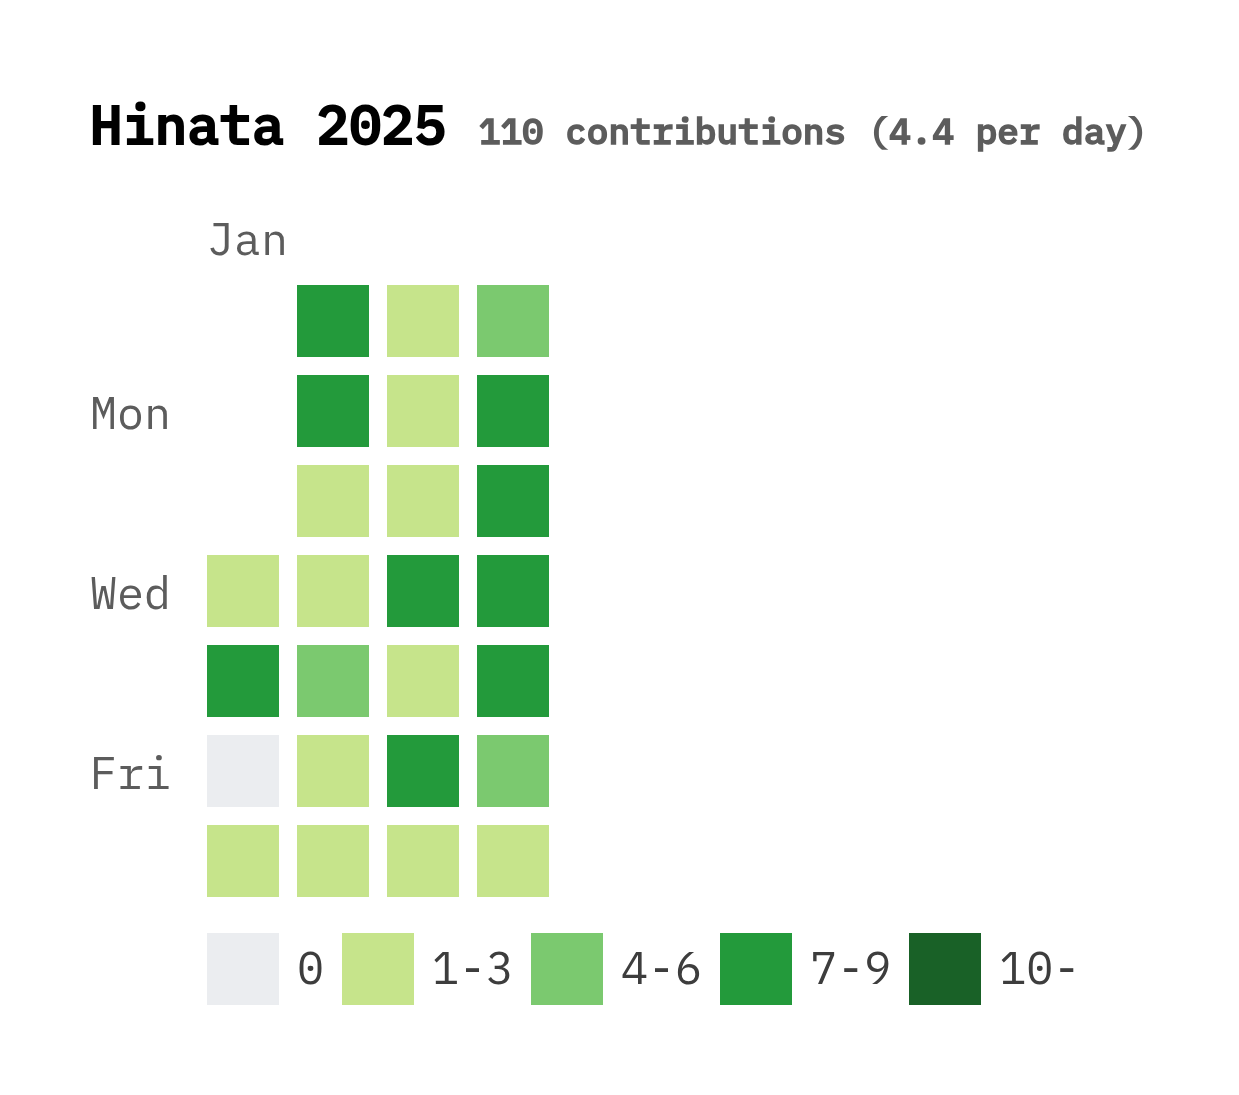 Hinata 2025 110 contributions (4.4 per day)
Jan
Mon
Wed
Fri
0 1-3 4-6 7-9 10-